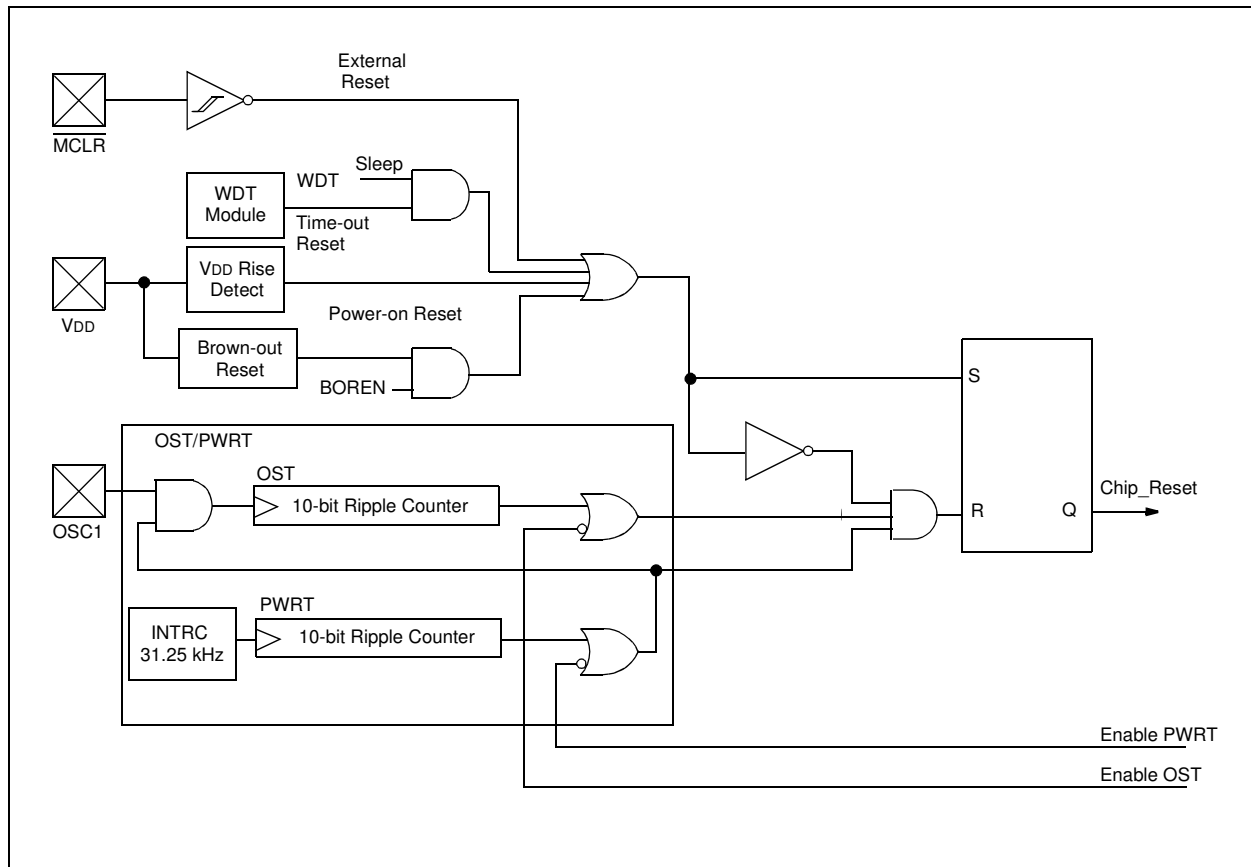 External
Reset
MCLR
Sleep
WDT
WDT
Module
Time-out
Reset
VDD Rise
Detect
VDD
Power-on Reset
Brown-out
Reset
BOREN
S
OST/PWRT
OST
10-bit Ripple Counter
OSC1
Chip_Reset
R
Q
PWRT
10-bit Ripple Counter
INTRC
31.25 kHz
Enable PWRT
Enable OST